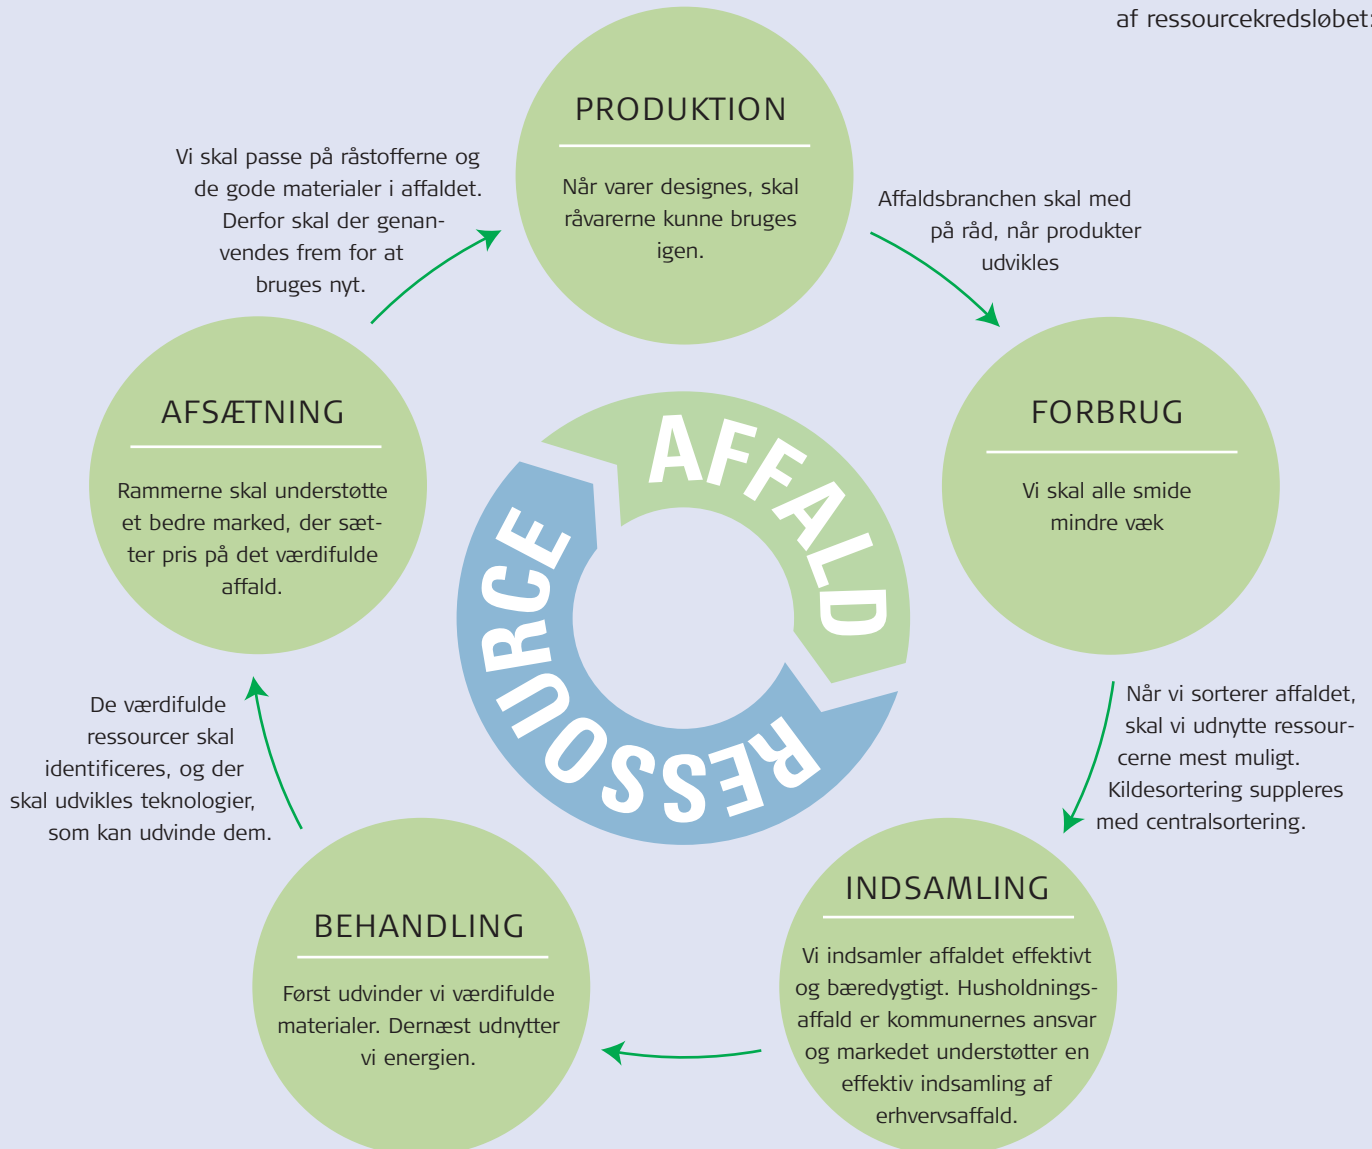 af ressourcekredsløbet:
PRODUKTION
Når varer designes, skal
råvarerne kunne bruges
igen.
Affaldsbranchen skal med
på råd, når produkter
udvikles
FORBRUG
Vi skal alle smide
mindre væk
Når vi sorterer affaldet,
skal vi udnytte ressour-
cerne mest muligt.
Kildesortering suppleres
med centralsortering.
INDSAMLING
Vi indsamler affaldet effektivt
og bæredygtigt. Husholdnings-
affald er kommunernes ansvar
og markedet understøtter en
effektiv indsamling af
erhvervsaffald.
BEHANDLING
Først udvinder vi værdifulde
materialer. Dernæst udnytter
vi energien.
De værdifulde
ressourcer skal
identificeres, og der
skal udvikles teknologier,
som kan udvinde dem.
AFSÆTNING
Rammerne skal understøtte
et bedre marked, der sæt-
ter pris på det værdifulde
affald.
Vi skal passe på råstofferne og
de gode materialer i affaldet.
Derfor skal der genan-
vendes frem for at
bruges nyt.
AFFALD
RESSOURCE